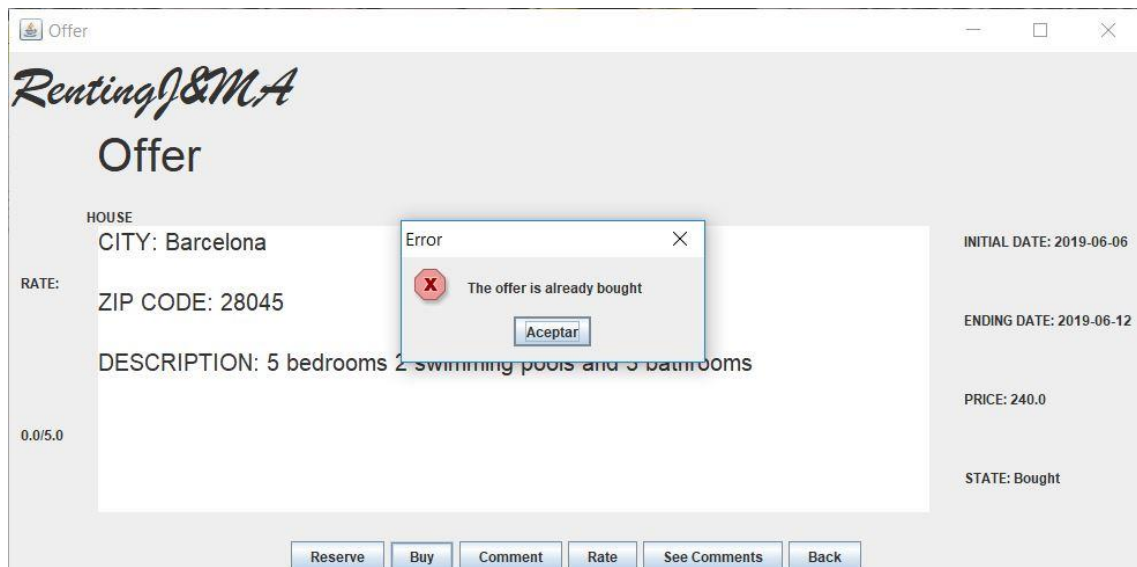 Offer
RentingJ&MA
Offer
HOUSE
CITY: Barcelona
RATE:
ZIP CODE: 28045
DESCRIPTION: 5 bedrooms 2 swimming pools and 5 bathrooms
0.0/5.0
Error
The offer is already bought
Aceptar
INITIAL DATE: 2019-06-06
ENDING DATE: 2019-06-12
PRICE: 240.0
STATE: Bought
Reserve Buy Comment Rate See Comments Back